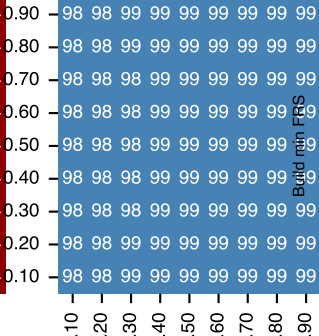 0.90 98 98 99 99 99 99 99 99 99
0.80 98 98 99 99 99 99 99 99 99
0.70 98 98 99 99 99 99 99 99 99
0.60 98 98 98 99 99 99 99 99 99
0.50 98 98 98 99 99 99 99 99 99
0.40 98 98 98 99 99 99 99 99 99
0.30 98 98 98 99 99 99 99 99 99
0.20 98 98 99 99 99 99 99 99 99
0.10 98 98 99 99 99 99 99 99 99
.10 .20 .30 .40 .50 .60 .70 .80 .90
Build min FRS